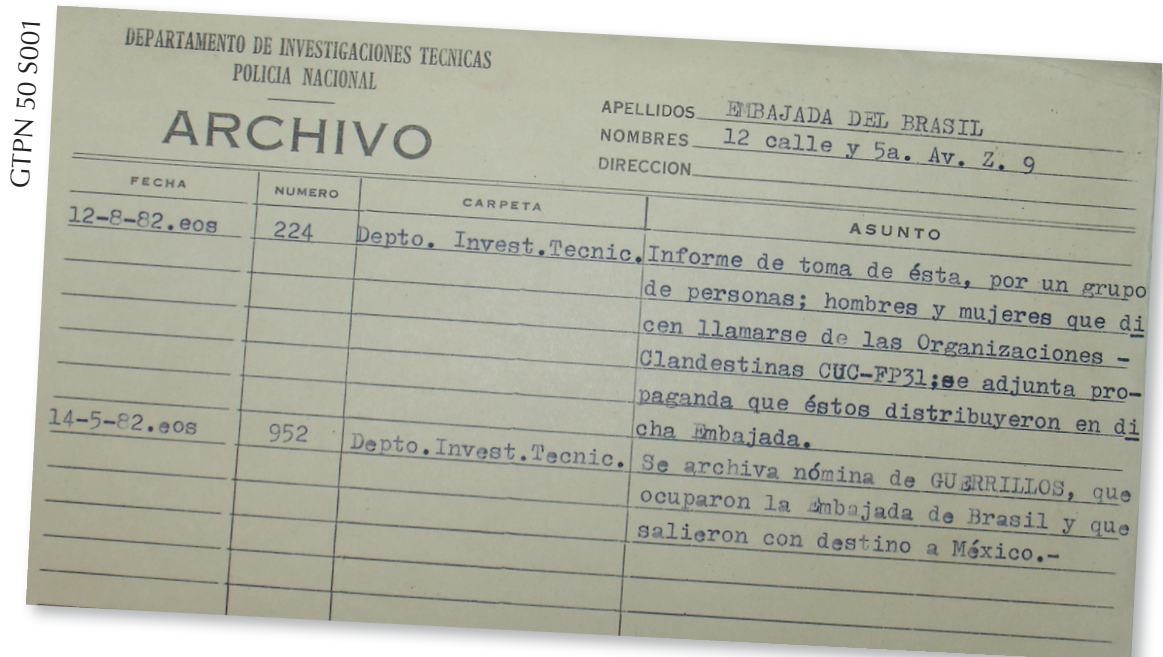 GTPN 50 S001
DEPARTAMENTO DE INVESTIGACIONES TECNICAS
POLICIA NACIONAL
ARCHIVO
APELLIDOS EMBAJADA DEL BRASIL
NOMBRES 12 calle y 5a. Av. Z. 9
DIRECCION
FECHA NUMERO CARPETA ASUNTO
12-8-82.eos 224 Depto. Invest.Tecnic. Informe de toma de ésta, por un grupo
de personas; hombres y mujeres que di
cen llamarse de las Organizaciones -
Clandestinas CUC-FP31;se adjunta pro-
paganda que éstos distribuyeron en di
cha Embajada.
14-5-82.eos 952 Depto.Invest.Tecnic. Se archiva nómina de GUERRILLOS, que
ocuparon la Embajada de Brasil y que
salieron con destino a México.-